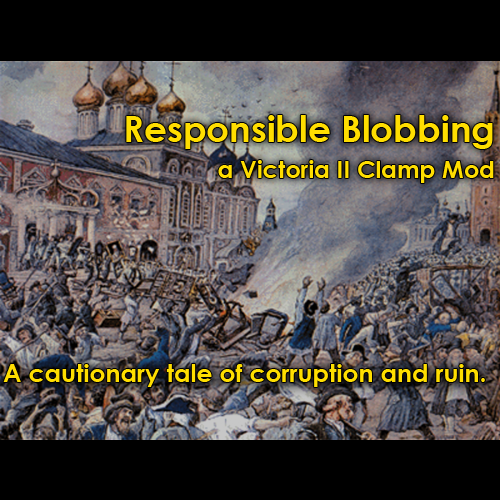 Responsible Blobbing
a Victoria II Clamp Mod
A cautionary tale of corruption and ruin.